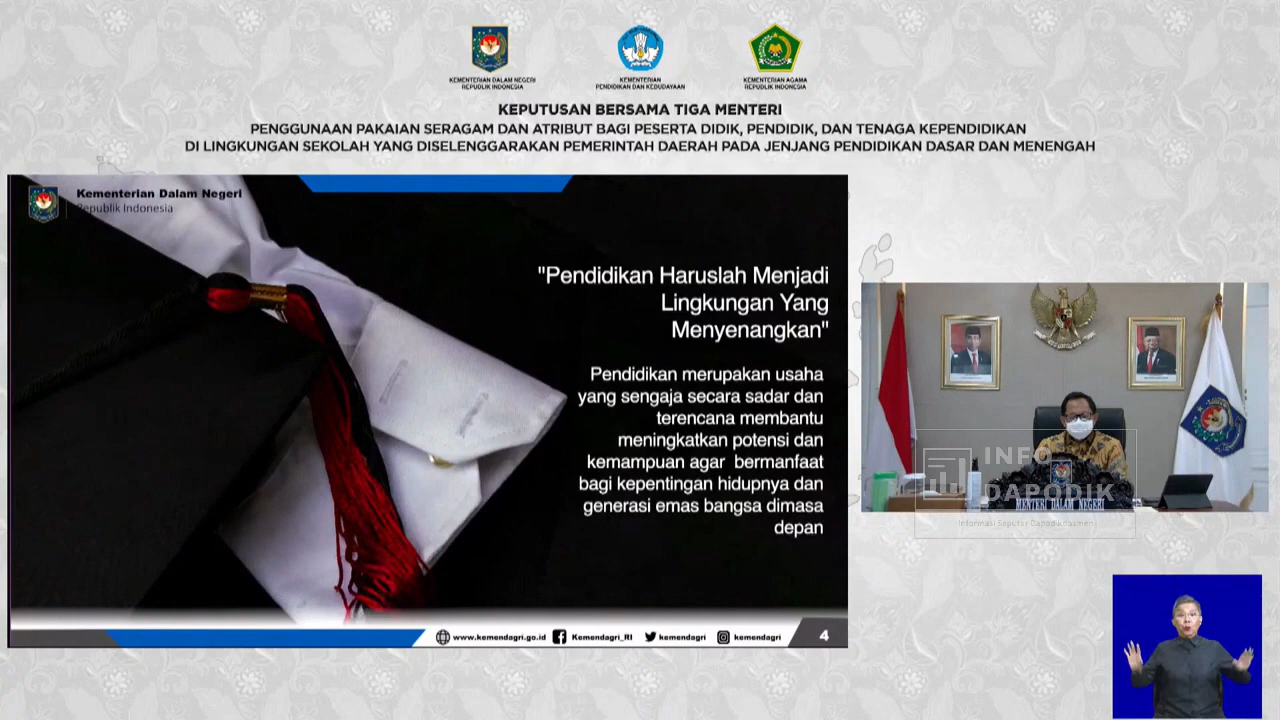 KEMENTERIAN DALAM NEGERI
REPUBLIK INDONESIA
KEMENTERIAN
PENDIDIKAN DAN KEBUDAYAAN
KEMENTERIAN AGAMA
REPUBLIK INDONESIA
KEPUTUSAN BERSAMA TIGA MENTERI
PENGGUNAAN PAKAIAN SERAGAM DAN ATRIBUT BAGI PESERTA DIDIK, PENDIDIK, DAN TENAGA KEPENDIDIKAN
DI LINGKUNGAN SEKOLAH YANG DISELENGGARAKAN PEMERINTAH DAERAH PADA JENJANG PENDIDIKAN DASAR DAN MENENGAH
Kementerian Dalam Negeri
Republik Indonesia
"Pendidikan Haruslah Menjadi
Lingkungan Yang
Menyenangkan"
Pendidikan merupakan usaha
yang sengaja secara sadar dan
terencana membantu
meningkatkan potensi dan
kemampuan agar bermanfaat
bagi kepentingan hidupnya dan
generasi emas bangsa dimasa
depan
www.kemendagri.go.id Kemendagri_RI kemendagri kemendagri 4
INFO
DAPODIK
MENTERI DALAM NEGERI
Informasi Seputar Dapodikdasmen